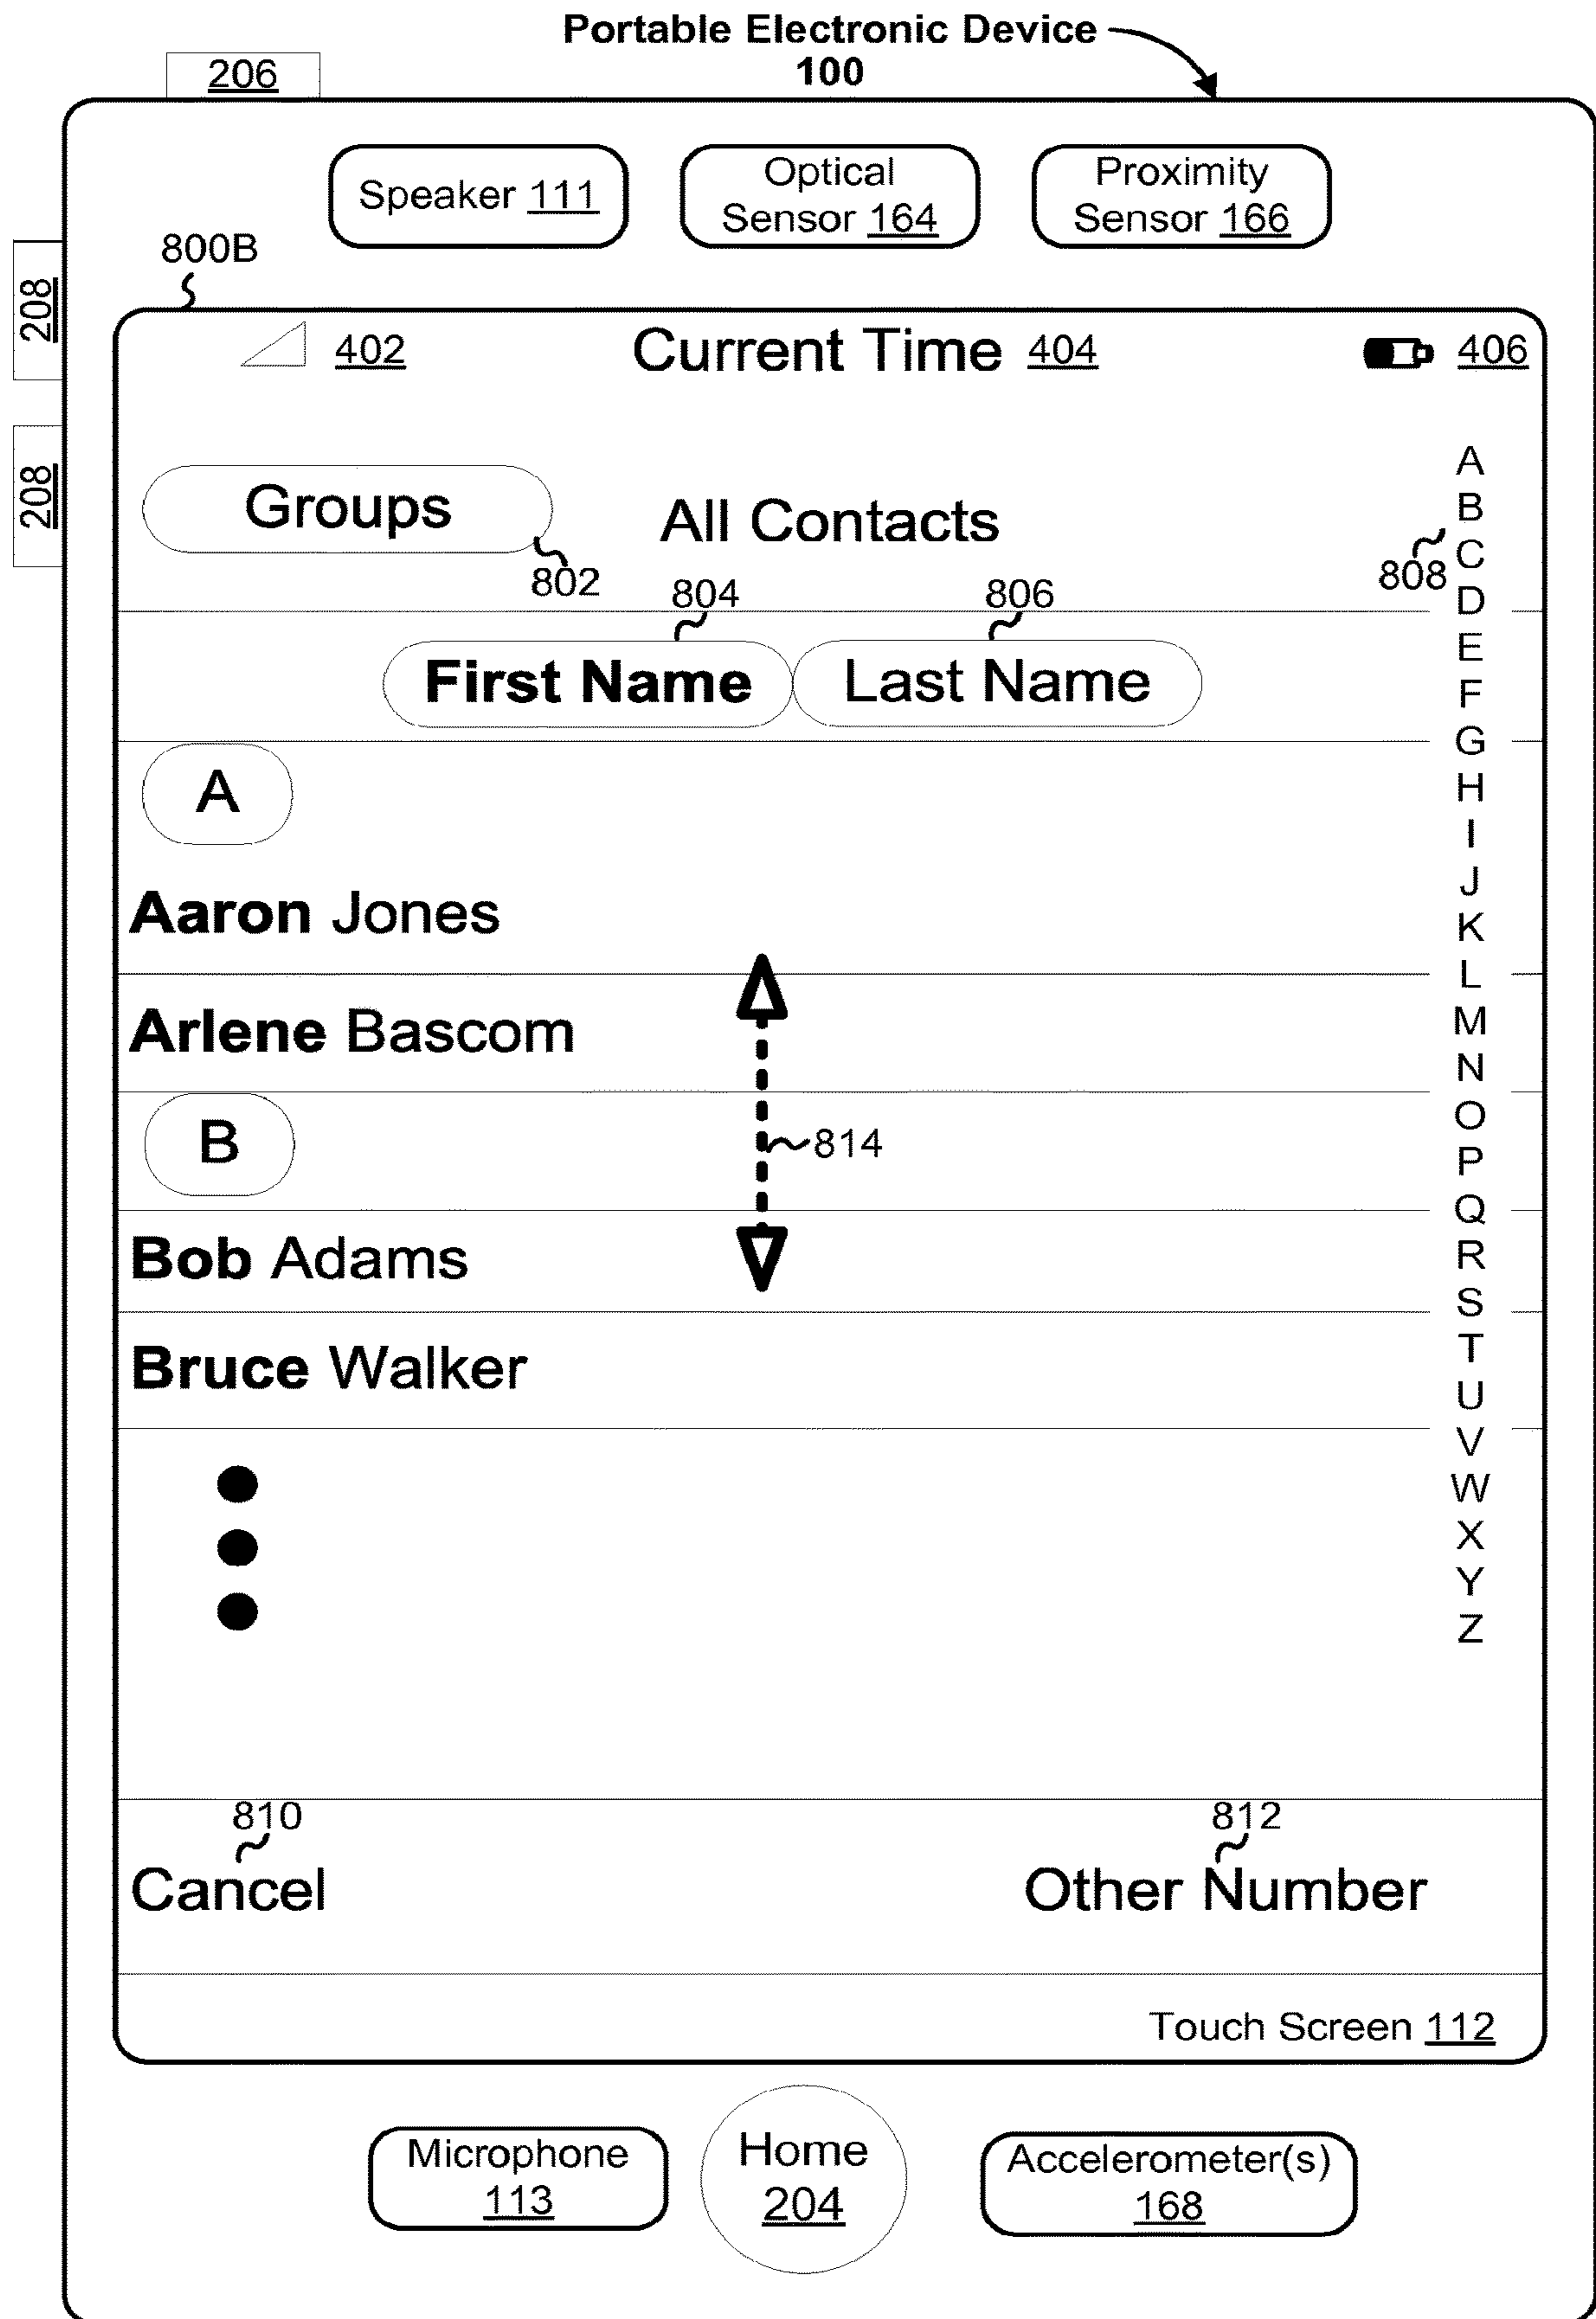 Portable Electronic Device
100
206
Speaker 111
Optical
Sensor 164
Proximity
Sensor 166
800B
208
208
402
Current Time 404
406
Groups
802
All Contacts
804
806
808
First Name
Last Name
A
Aaron Jones
Arlene Bascom
B
814
Bob Adams
Bruce Walker
A
B
C
D
E
F
G
H
I
J
K
L
M
N
O
P
Q
R
S
T
U
V
W
X
Y
Z
810
812
Cancel
Other Number
Touch Screen 112
Microphone
113
Home
204
Accelerometer(s)
168